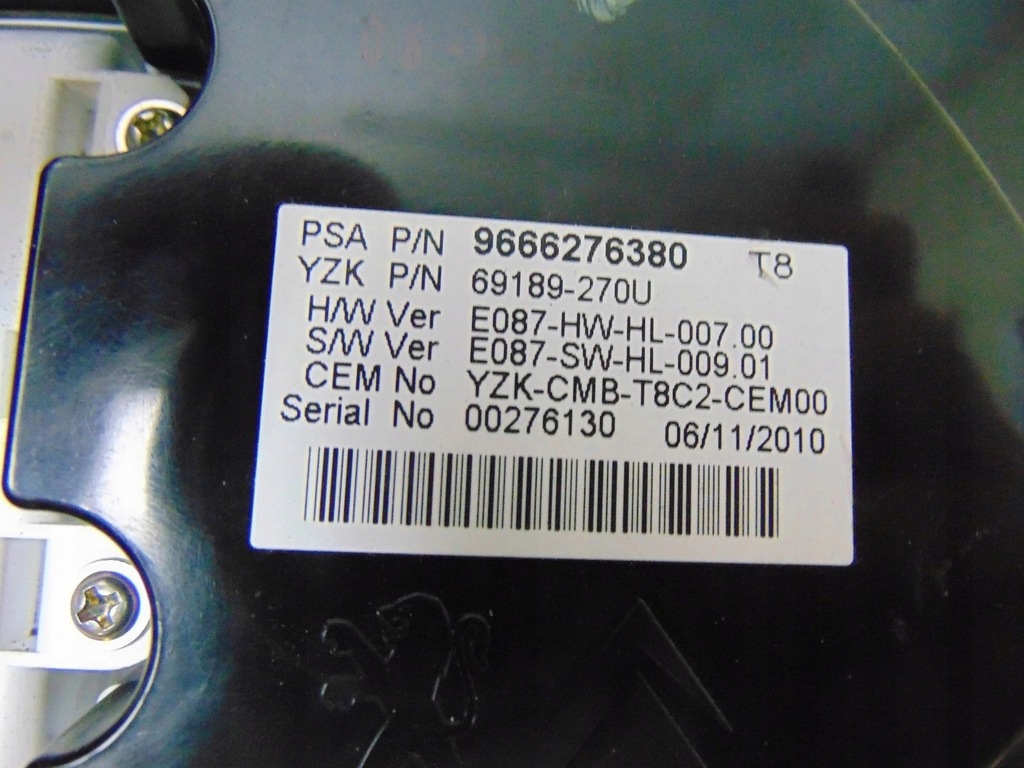 PSA P/N 9666276380 T8
YZK P/N 69189-270U
H/W Ver E087-HW-HL-007.00
S/W Ver E087-SW-HL-009.01
CEM No YZK-CMB-T8C2-CEM00
Serial No 00276130 06/11/2010